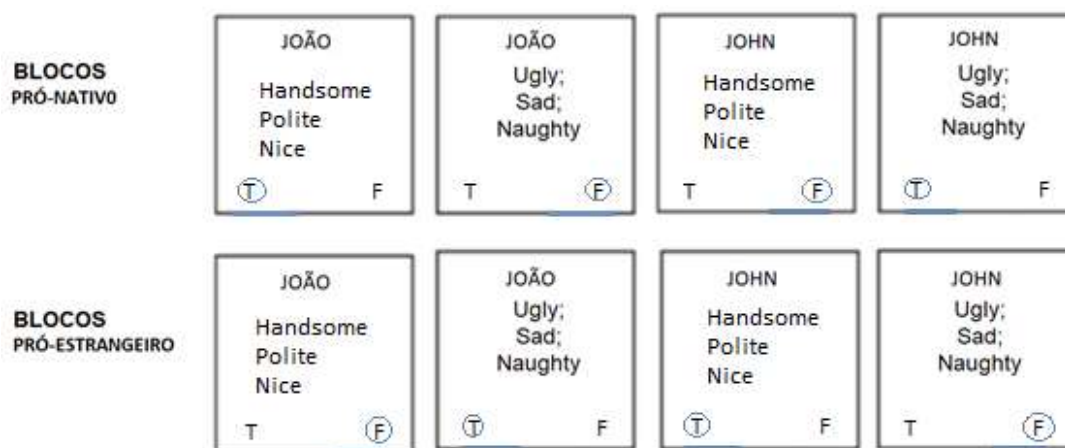 BLOCOS
PRÓ-NATIVO
JOÃO
Handsome
Polite
Nice
T F
JOÃO
Ugly;
Sad;
Naughty
T F
JOHN
Handsome
Polite
Nice
T F
JOHN
Ugly;
Sad;
Naughty
T F
BLOCOS
PRÓ-ESTRANGEIRO
JOÃO
Handsome
Polite
Nice
T F
JOÃO
Ugly;
Sad;
Naughty
T F
JOHN
Handsome
Polite
Nice
T F
JOHN
Ugly;
Sad;
Naughty
T F